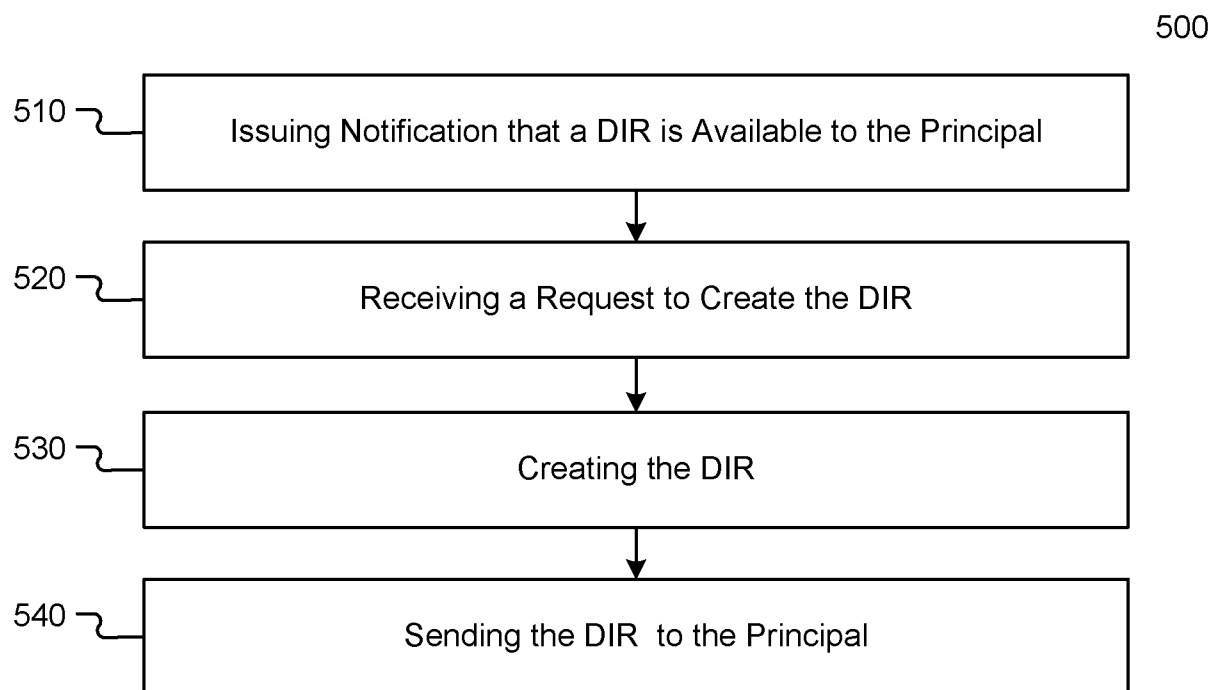 500
510
Issuing Notification that a DIR is Available to the Principal
520
Receiving a Request to Create the DIR
530
Creating the DIR
540
Sending the DIR to the Principal